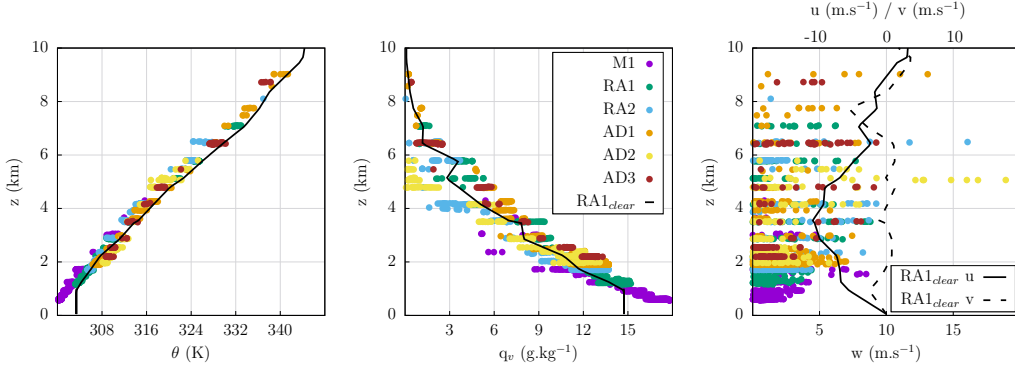 u (m.s⁻¹) / v (m.s⁻¹)
-10 0 10
10
8
6
4
2
0
z (km)
308 316 324 332 340
θ (K)
10
8
6
4
2
0
z (km)
3 6 9 12 15
q_v (g.kg⁻¹)
M1
RA1
RA2
AD1
AD2
AD3
RA1_clear
10
8
6
4
2
0
z (km)
5 10 15
w (m.s⁻¹)
RA1_clear u
RA1_clear v